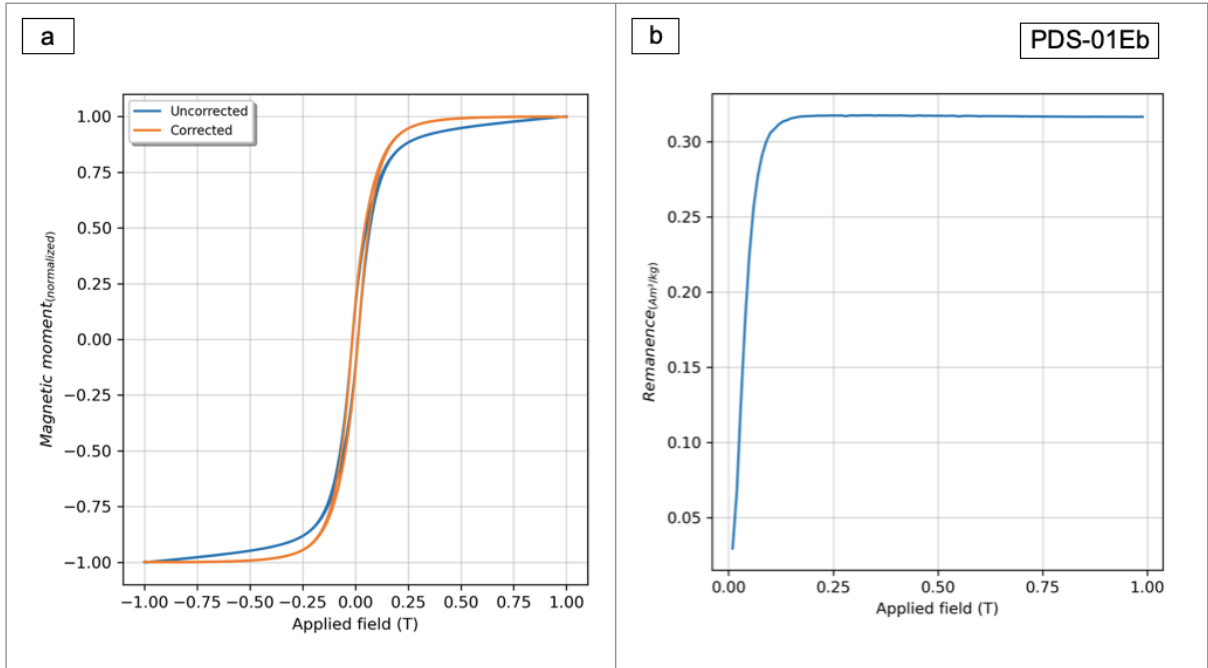 a
Uncorrected
Corrected
1.00
0.75
0.50
0.25
0.00
−0.25
−0.50
−0.75
−1.00
Magnetic moment(normalized)
−1.00 −0.75 −0.50 −0.25 0.00 0.25 0.50 0.75 1.00
Applied field (T)
b
PDS-01Eb
0.30
0.25
0.20
0.15
0.10
0.05
Remanence(Am²/kg)
0.00 0.25 0.50 0.75 1.00
Applied field (T)